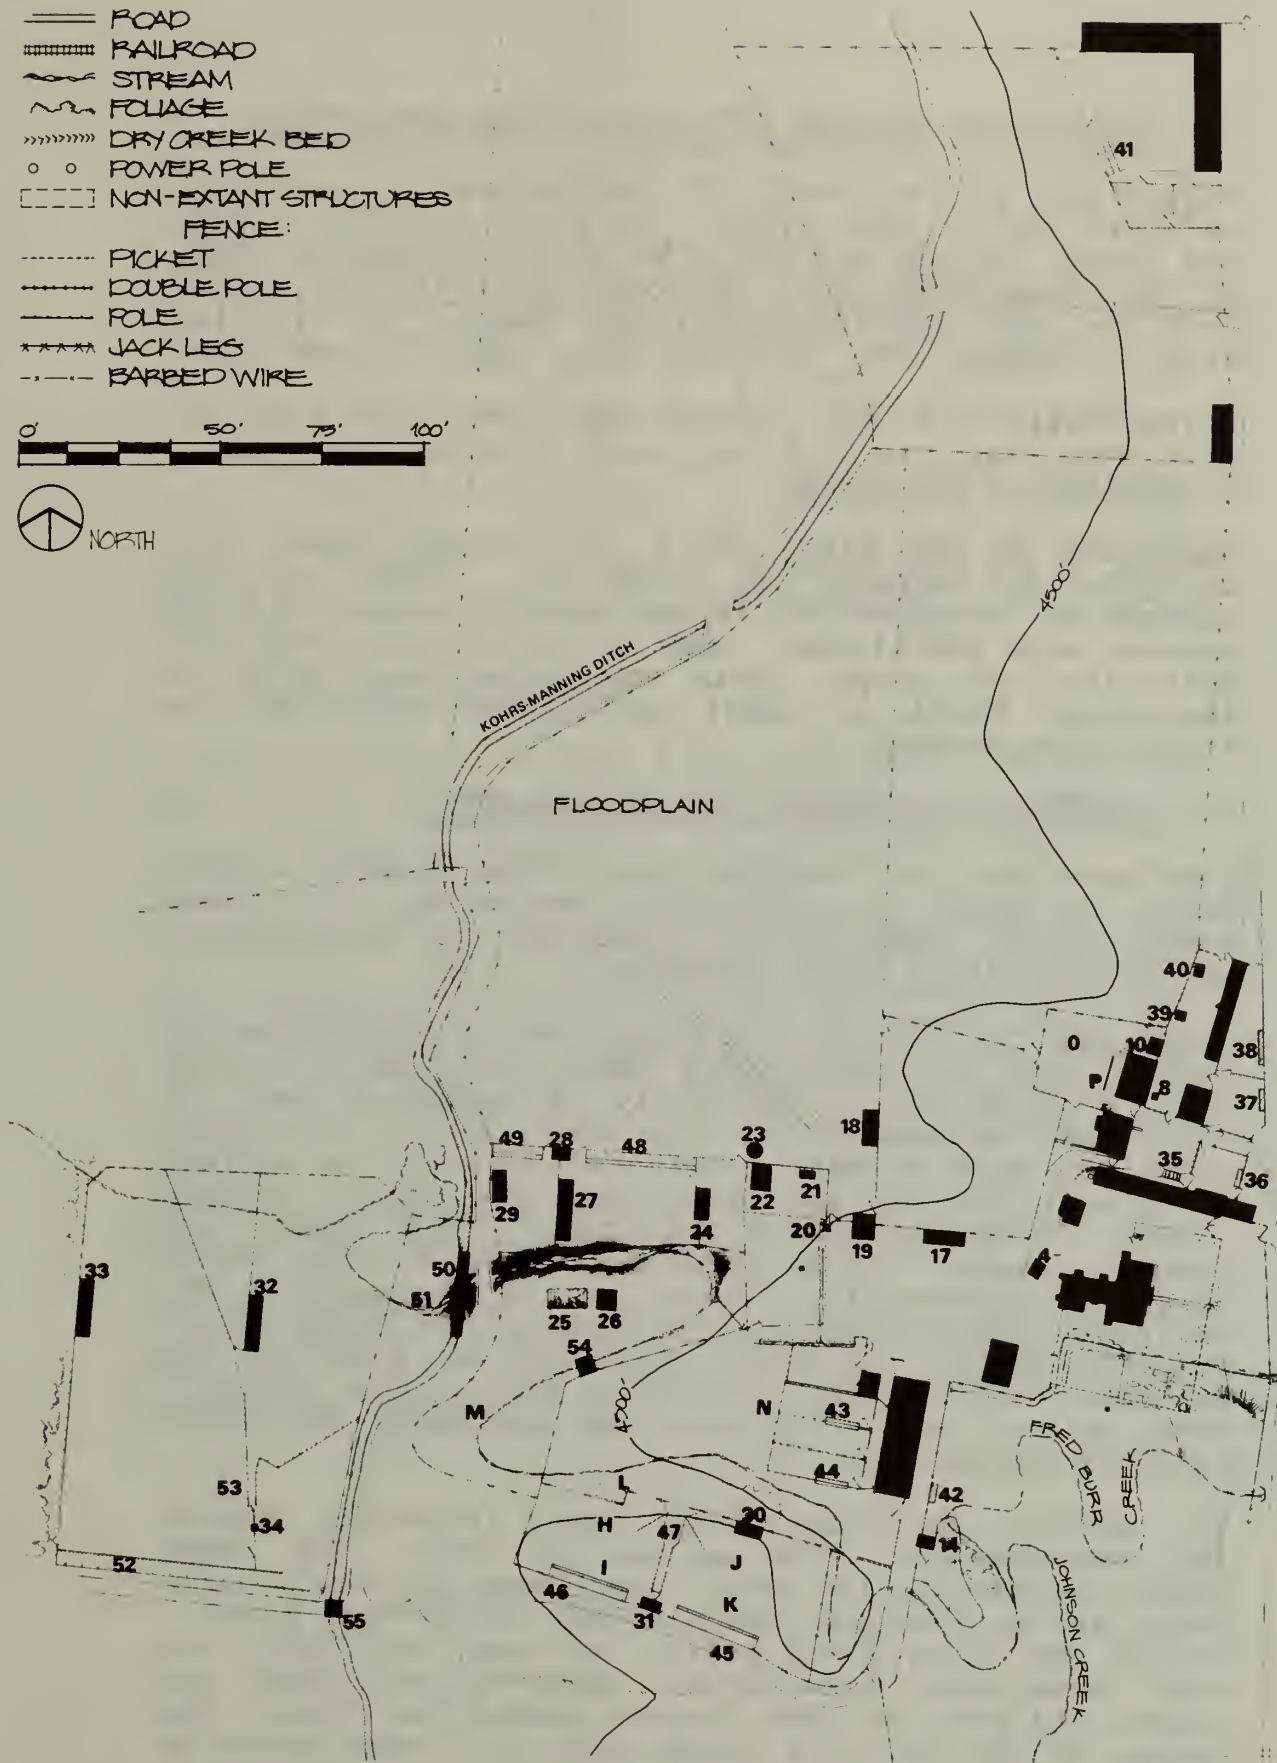 ROAD
RAILROAD
STREAM
FOLIAGE
DRY CREEK BED
POWER POLE
NON-EXTANT STRUCTURES
FENCE:
PICKET
DOUBLE POLE
POLE
JACK LEG
BARBED WIRE
0' 50' 75' 100'
NORTH
41
4500'
KOHRS-MANNING DITCH
FLOODPLAIN
40
39
O 10 38
P 8 37
18
49 28 48 23
35 36
29 27 24 22 21
20 19 17
33 32 50 4
51 25 26
54
4500'
M N 43
FRED BURR CREEK
53 L 44 42
34 H 47 30 14
52 I J
46 K
55 31 45
JOHNSON CREEK